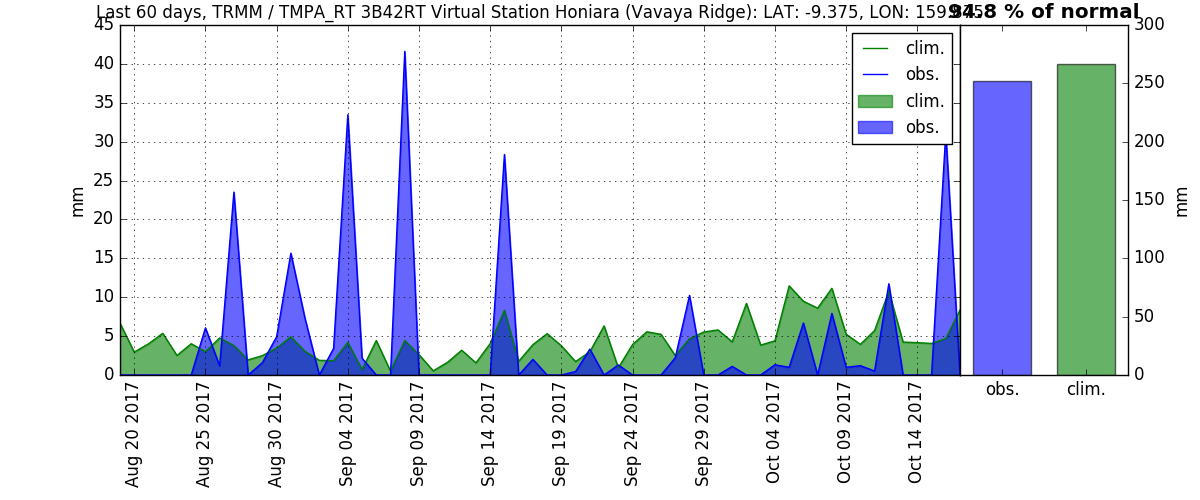 Last 60 days, TRMM / TMPA_RT 3B42RT Virtual Station Honiara (Vavaya Ridge): LAT: -9.375, LON:
94.8 % of normal
45
40
35
30
25
20
15
10
5
0
mm
clim.
obs.
clim.
obs.
300
250
200
150
100
50
0
mm
Aug 20 2017
Aug 25 2017
Aug 30 2017
Sep 04 2017
Sep 09 2017
Sep 14 2017
Sep 19 2017
Sep 24 2017
Sep 29 2017
Oct 04 2017
Oct 09 2017
Oct 14 2017
obs. clim.